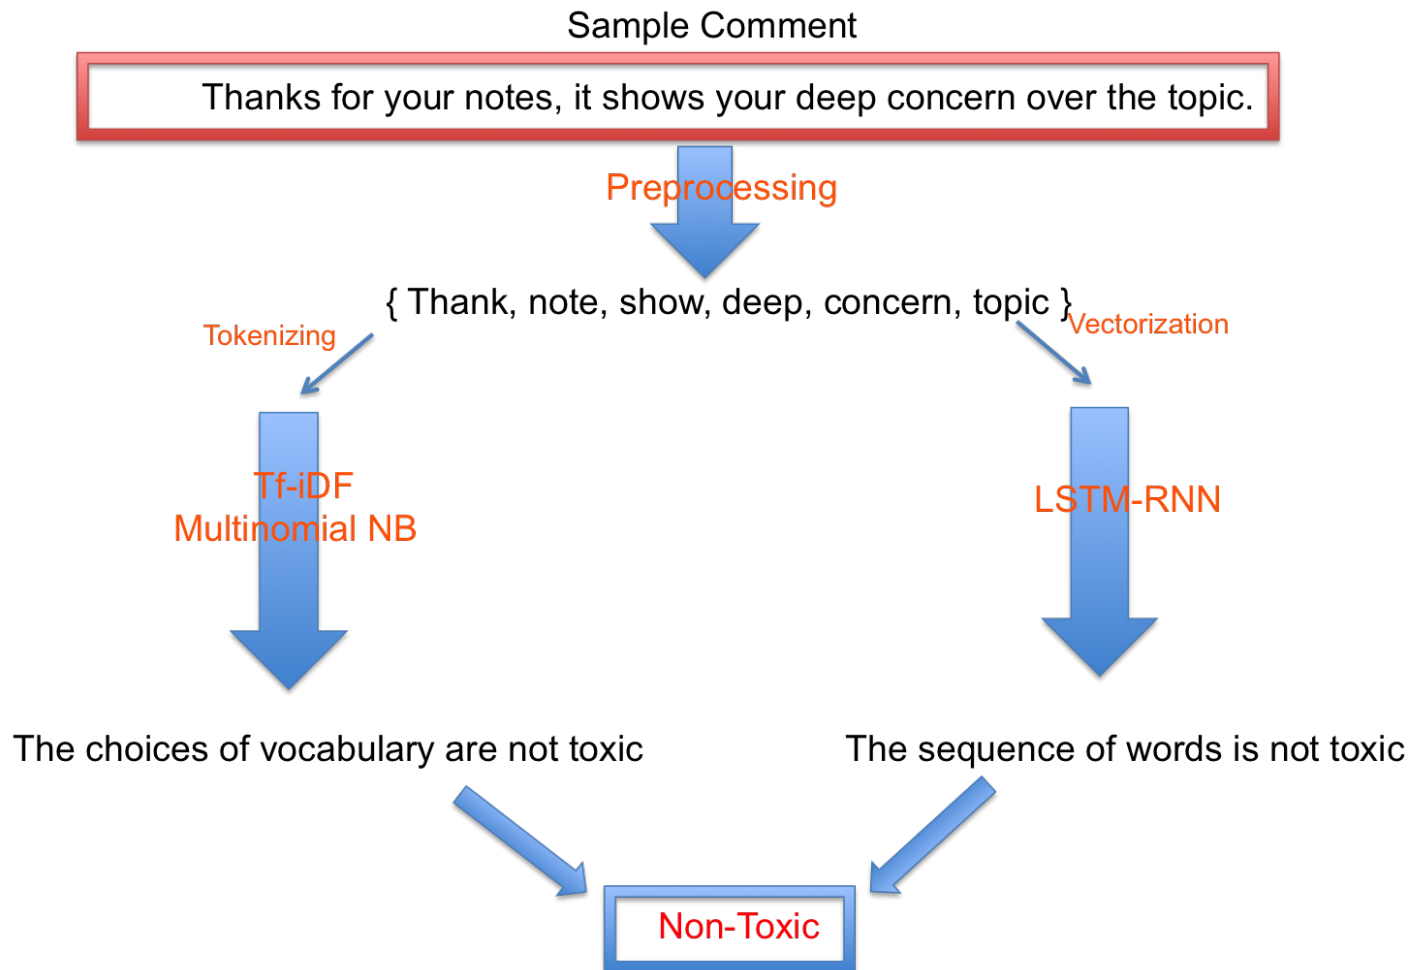 Sample Comment
Thanks for your notes, it shows your deep concern over the topic.
Preprocessing
{ Thank, note, show, deep, concern, topic }
Tokenizing
Vectorization
Tf-iDF
Multinomial NB
LSTM-RNN
The choices of vocabulary are not toxic
The sequence of words is not toxic
Non-Toxic